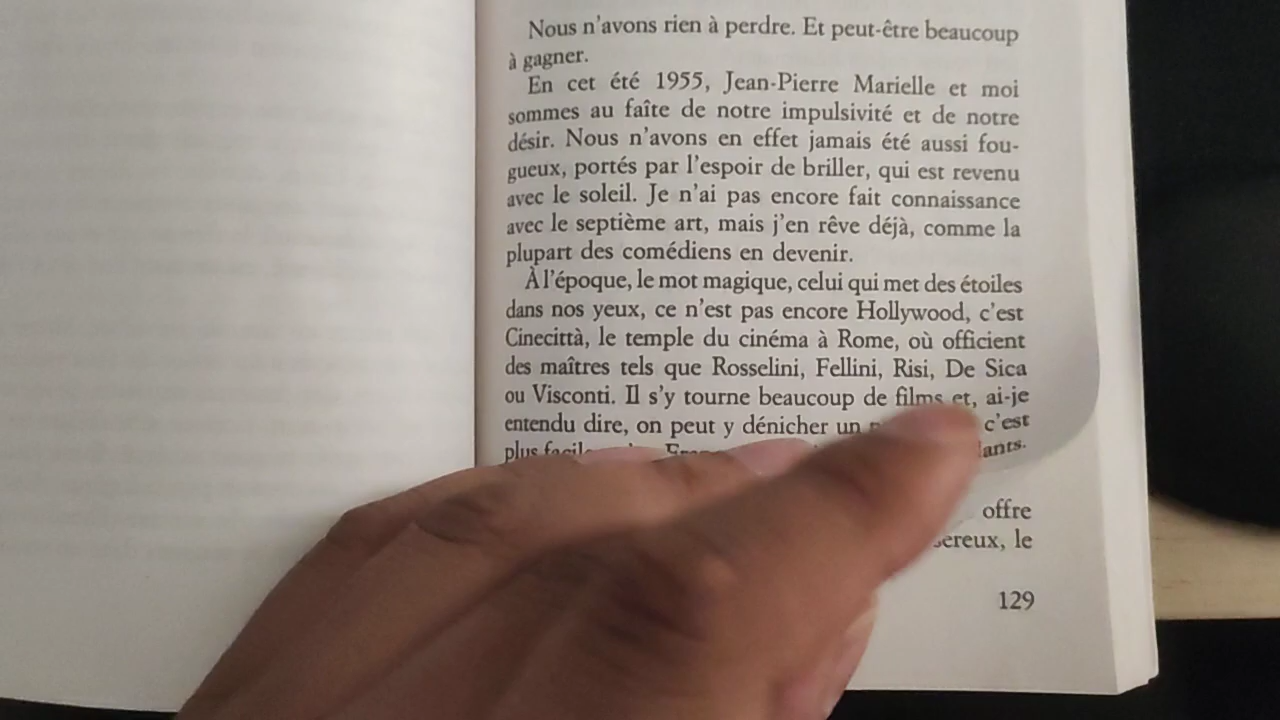 Nous n'avons rien à perdre. Et peut-être beaucoup
à gagner.
En cet été 1955, Jean-Pierre Marielle et moi
sommes au faîte de notre impulsivité et de notre
désir. Nous n'avons en effet jamais été aussi fou-
gueux, portés par l'espoir de briller, qui est revenu
avec le soleil. Je n'ai pas encore fait connaissance
avec le septième art, mais j'en rêve déjà, comme la
plupart des comédiens en devenir.
À l'époque, le mot magique, celui qui met des étoiles
dans nos yeux, ce n'est pas encore Hollywood, c'est
Cinecittà, le temple du cinéma à Rome, où officient
des maîtres tels que Rosselini, Fellini, Risi, De Sica
ou Visconti. Il s'y tourne beaucoup de films et, ai-je
entendu dire, on peut y dénicher un c'est
plus
offre
le
129